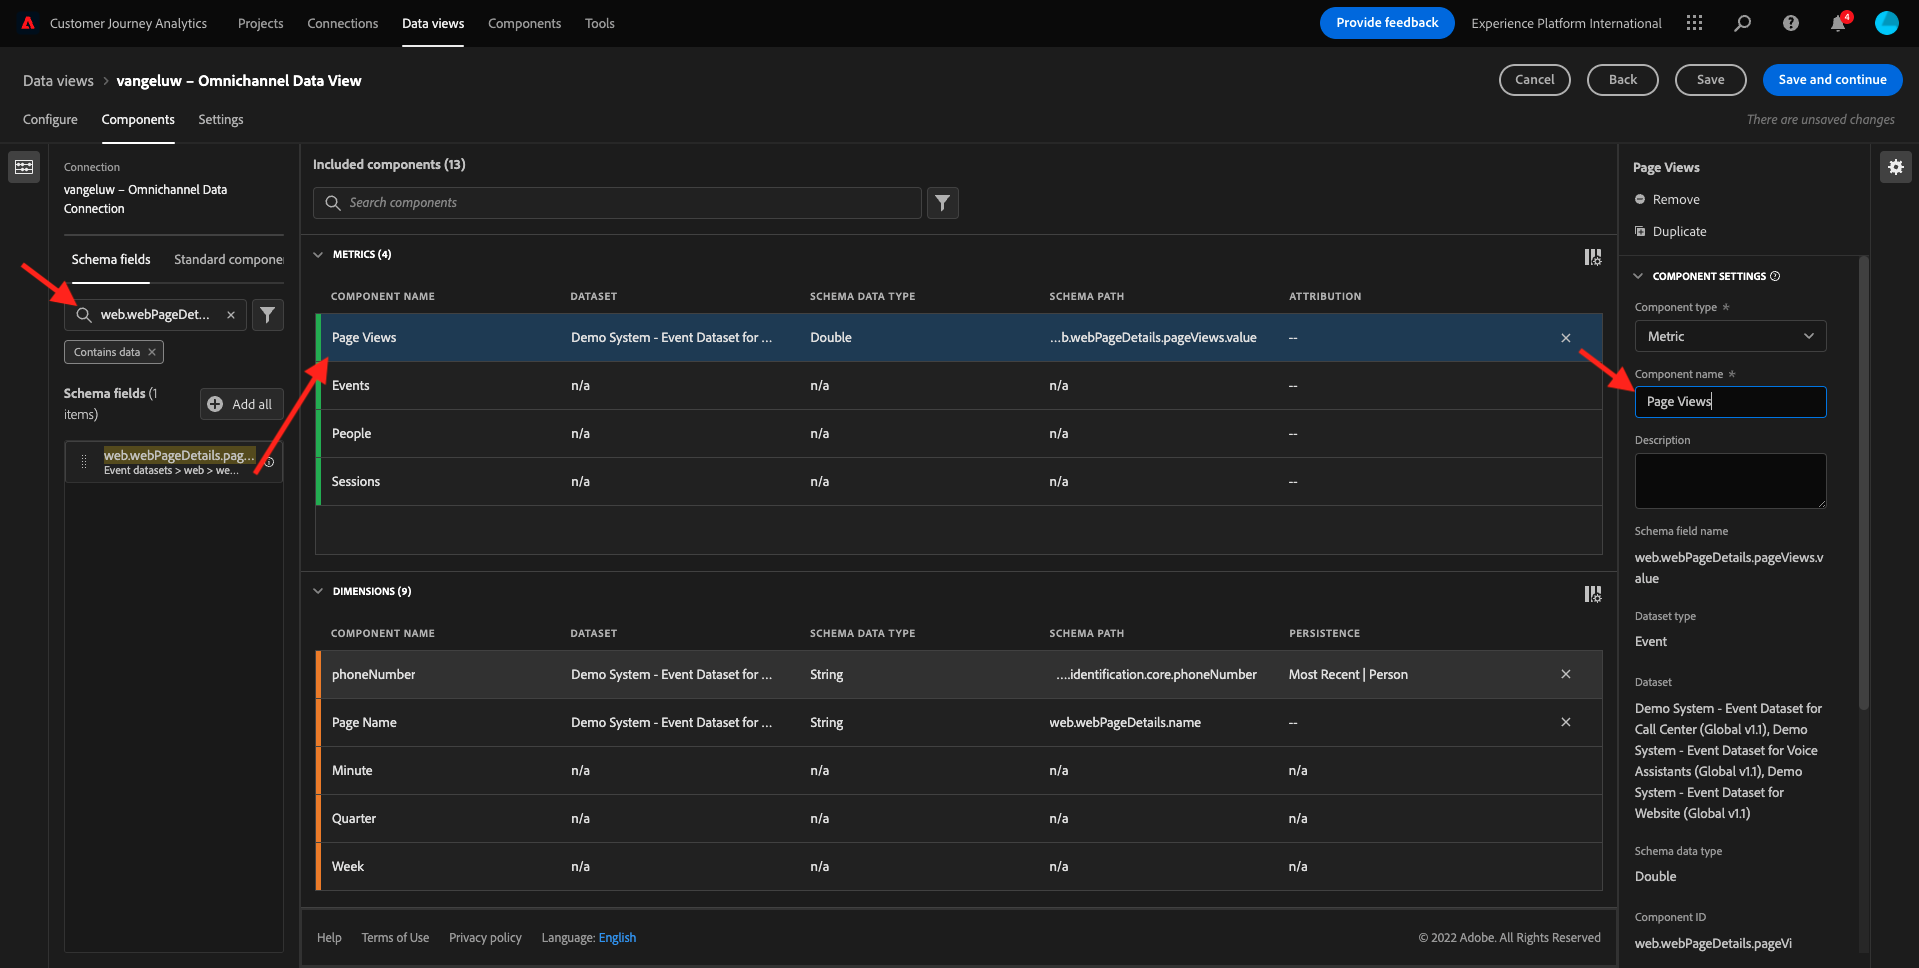 Customer Journey Analytics
Projects
Connections
Data views
Components
Tools
Provide feedback
Experience Platform International
4
Data views > vangeluw – Omnichannel Data View
Cancel
Back
Save
Save and continue
Configure
Components
Settings
There are unsaved changes
Connection
vangeluw – Omnichannel Data
Connection
Schema fields
Standard compone
web.webPageDet...
Contains data
Schema fields (1
items)
Add all
web.webPageDetails.pag...
Event datasets > web > we...
Included components (13)
Search components
METRICS (4)
COMPONENT NAME DATASET SCHEMA DATA TYPE SCHEMA PATH ATTRIBUTION
Page Views Demo System - Event Dataset for ... Double ...b.webPageDetails.pageViews.value --
Events n/a n/a n/a --
People n/a n/a n/a --
Sessions n/a n/a n/a --
DIMENSIONS (9)
COMPONENT NAME DATASET SCHEMA DATA TYPE SCHEMA PATH PERSISTENCE
phoneNumber Demo System - Event Dataset for ... String ....identification.core.phoneNumber Most Recent | Person
Page Name Demo System - Event Dataset for ... String web.webPageDetails.name --
Minute n/a n/a n/a n/a
Quarter n/a n/a n/a n/a
Week n/a n/a n/a n/a
Help
Terms of Use
Privacy policy
Language: English
© 2022 Adobe. All Rights Reserved
Page Views
Remove
Duplicate
COMPONENT SETTINGS
Component type *
Metric
Component name *
Page Views
Description
Schema field name
web.webPageDetails.pageViews.v
alue
Dataset type
Event
Dataset
Demo System - Event Dataset for
Call Center (Global v1.1), Demo
System - Event Dataset for Voice
Assistants (Global v1.1), Demo
System - Event Dataset for
Website (Global v1.1)
Schema data type
Double
Component ID
web.webPageDetails.pageVi